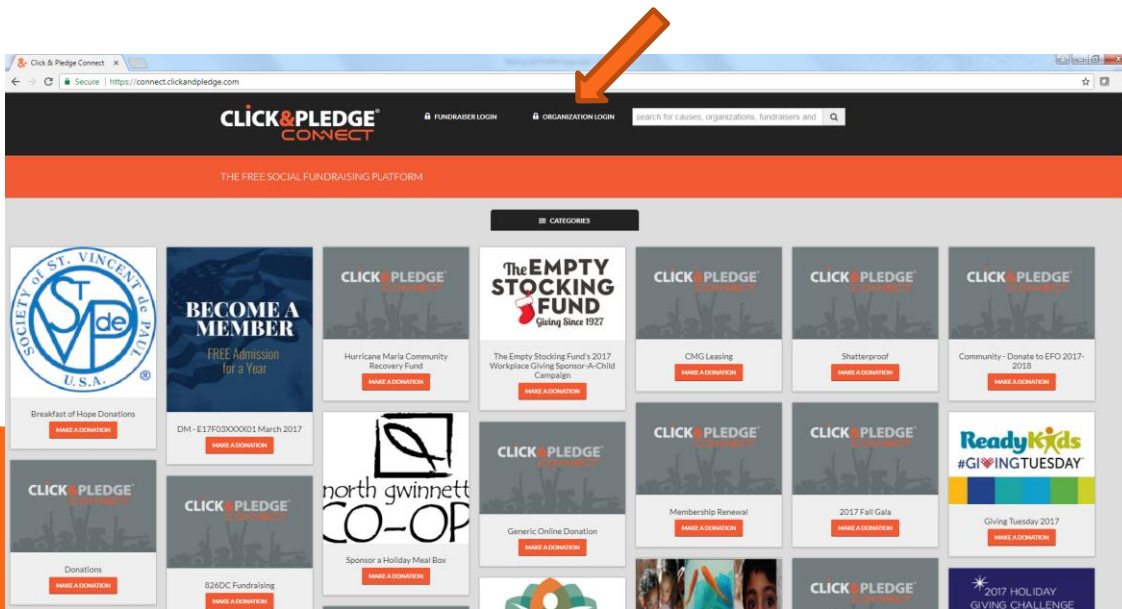 Click & Pledge Connect
Secure | https://connect.clickandpledge.com
CLICK&PLEDGE®
CONNECT
FUNDRAISER LOGIN
ORGANIZATION LOGIN
search for causes, organizations, fundraisers and
THE FREE SOCIAL FUNDRAISING PLATFORM
CATEGORIES
SOCIETY OF ST. VINCENT de PAUL
St
V
de
P
U.S.A.
®
Breakfast of Hope Donations
MAKE A DONATION
CLICK&PLEDGE®
CONNECT
Donations
MAKE A DONATION
BECOME A
MEMBER
FREE Admission
for a Year
DM - E17F03XXXX01 March 2017
MAKE A DONATION
CLICK&PLEDGE®
CONNECT
826DC Fundraising
MAKE A DONATION
CLICK&PLEDGE®
CONNECT
Hurricane Maria Community
Recovery Fund
MAKE A DONATION
north gwinnett
CO-OP
Sponsor a Holiday Meal Box
MAKE A DONATION
The EMPTY
STOCKING
FUND
Giving Since 1927
The Empty Stocking Fund's 2017
Workplace Giving Sponsor-A-Child
Campaign
MAKE A DONATION
CLICK&PLEDGE®
CONNECT
Generic Online Donation
MAKE A DONATION
CLICK&PLEDGE®
CONNECT
CMG Leasing
MAKE A DONATION
CLICK&PLEDGE®
CONNECT
Membership Renewal
MAKE A DONATION
CLICK&PLEDGE®
CONNECT
Shatterproof
MAKE A DONATION
CLICK&PLEDGE®
CONNECT
2017 Fall Gala
MAKE A DONATION
CLICK&PLEDGE®
CLICK&PLEDGE®
CONNECT
Community - Donate to EFO 2017-
2018
MAKE A DONATION
ReadyKids
#GIVINGTUESDAY
Giving Tuesday 2017
MAKE A DONATION
2017 HOLIDAY
GIVING CHALLENGE